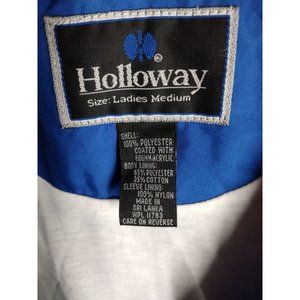 Holloway®
Size: Ladies Medium
SHELL:
100% POLYESTER
COATED WITH
600MM ACRYLIC
BODY LINING:
65% POLYESTER
35% COTTON
SLEEVE LINING:
100% NYLON
MADE IN
SRI LANKA
WPL 11783
CARE ON REVERSE